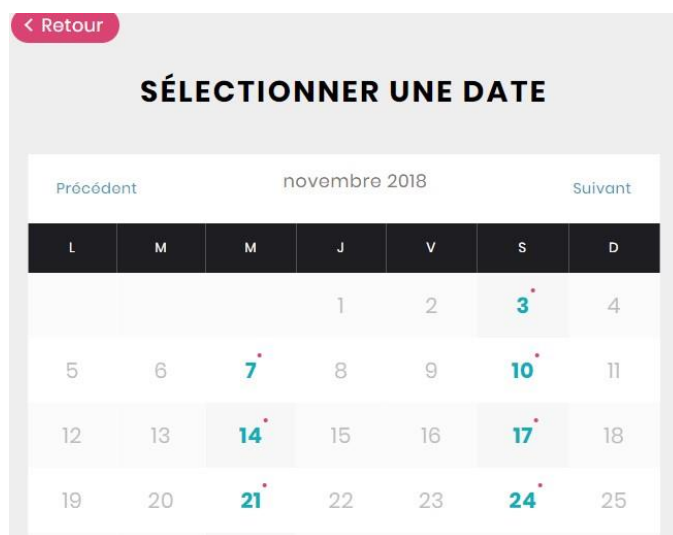 < Retour
SÉLECTIONNER UNE DATE
Précédent novembre 2018 Suivant
L M M J V S D
1 2 3 4
5 6 7 8 9 10 11
12 13 14 15 16 17 18
19 20 21 22 23 24 25